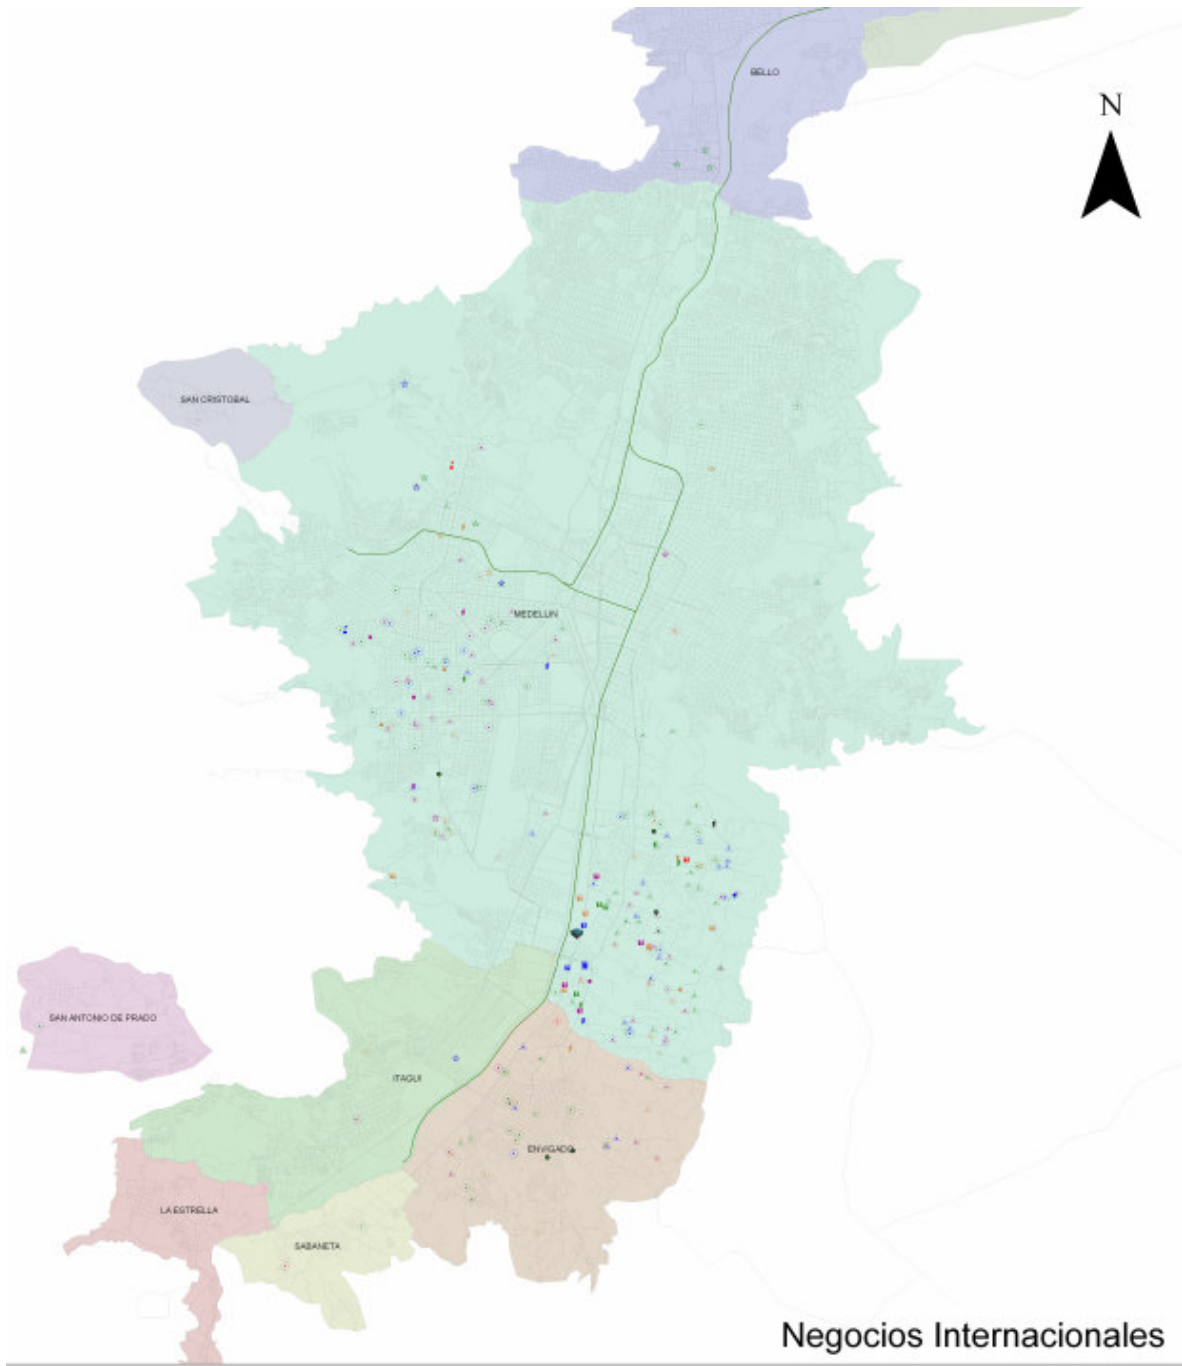 BELLO
N
SAN CRISTOBAL
MEDELLIN
SAN ANTONIO DE PRADO
ITAGUI
ENVIGADO
LA ESTRELLA
SABANETA
Negocios Internacionales